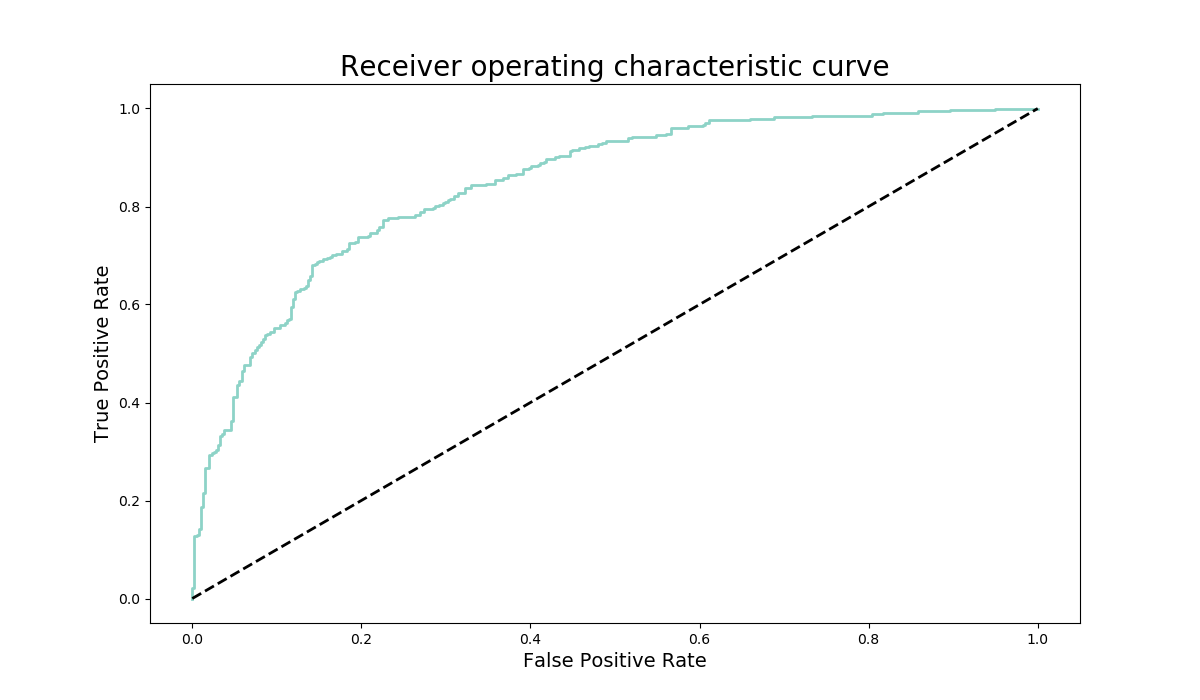 Receiver operating characteristic curve
1.0
0.8
0.6
0.4
0.2
0.0
True Positive Rate
0.0 0.2 0.4 0.6 0.8 1.0
False Positive Rate